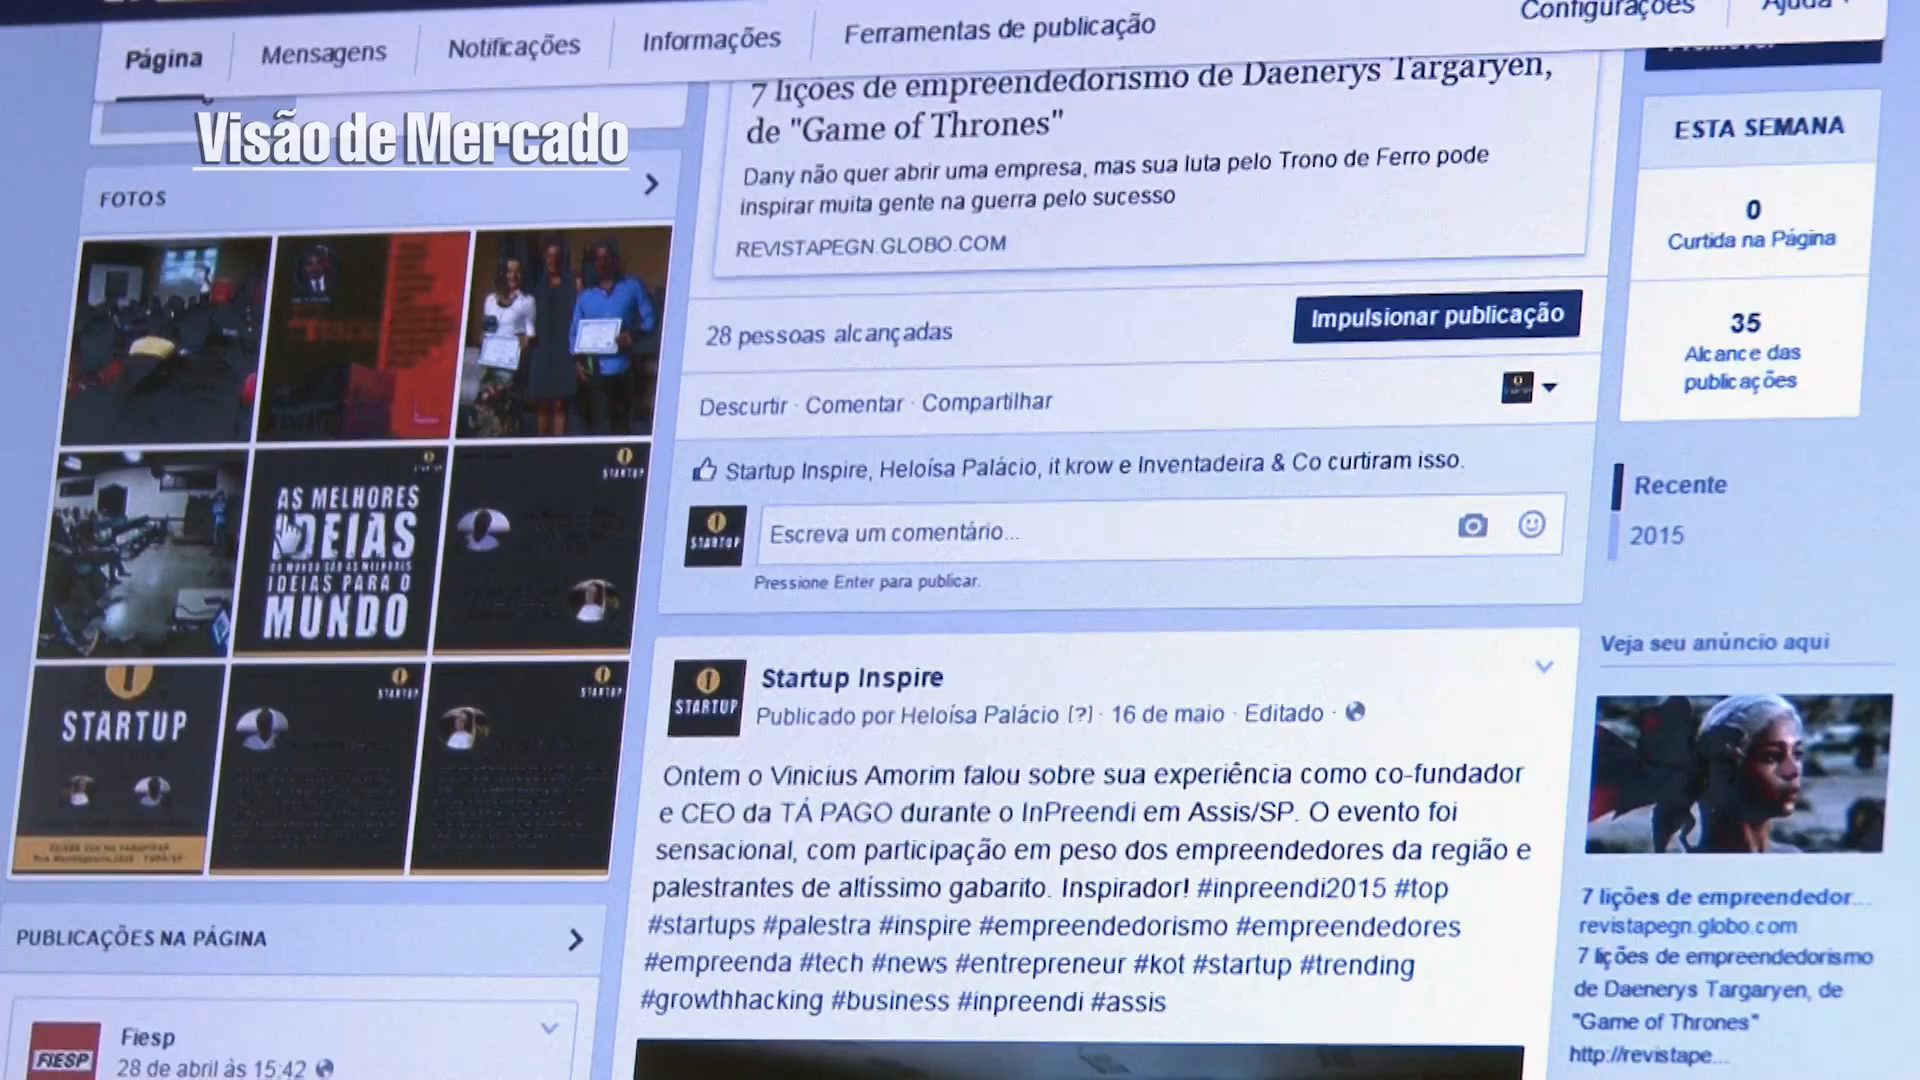 Página
Mensagens
Notificações
Informações
Ferramentas de publicação
Configurações
Ajuda
Visão de Mercado
FOTOS
STARTUP
AS MELHORES
IDEIAS
DO MUNDO SÃO AS MELHORES
IDEIAS PARA O
MUNDO
STARTUP
STARTUP
STARTUP
PUBLICAÇÕES NA PÁGINA
FIESP
Fiesp
28 de abril às 15:42
7 lições de empreendedorismo de Daenerys Targaryen,
de "Game of Thrones"
Dany não quer abrir uma empresa, mas sua luta pelo Trono de Ferro pode
inspirar muita gente na guerra pelo sucesso
REVISTAPEGN.GLOBO.COM
28 pessoas alcançadas
Impulsionar publicação
Descurtir · Comentar · Compartilhar
Startup Inspire, Heloísa Palácio, it krow e Inventadeira & Co curtiram isso.
STARTUP
Escreva um comentário...
Pressione Enter para publicar.
STARTUP
Startup Inspire
Publicado por Heloísa Palácio [?] · 16 de maio · Editado ·
Ontem o Vinicius Amorim falou sobre sua experiência como co-fundador
e CEO da TÁ PAGO durante o InPreendi em Assis/SP. O evento foi
sensacional, com participação em peso dos empreendedores da região e
palestrantes de altíssimo gabarito. Inspirador! #inpreendi2015 #top
#startups #palestra #inspire #empreendedorismo #empreendedores
#empreenda #tech #news #entrepreneur #kot #startup #trending
#growthhacking #business #inpreendi #assis
ESTA SEMANA
0
Curtida na Página
35
Alcance das
publicações
Recente
2015
Veja seu anúncio aqui
7 lições de empreendedor...
revistapegn.globo.com
7 lições de empreendedorismo
de Daenerys Targaryen, de
"Game of Thrones"
http://revistape...